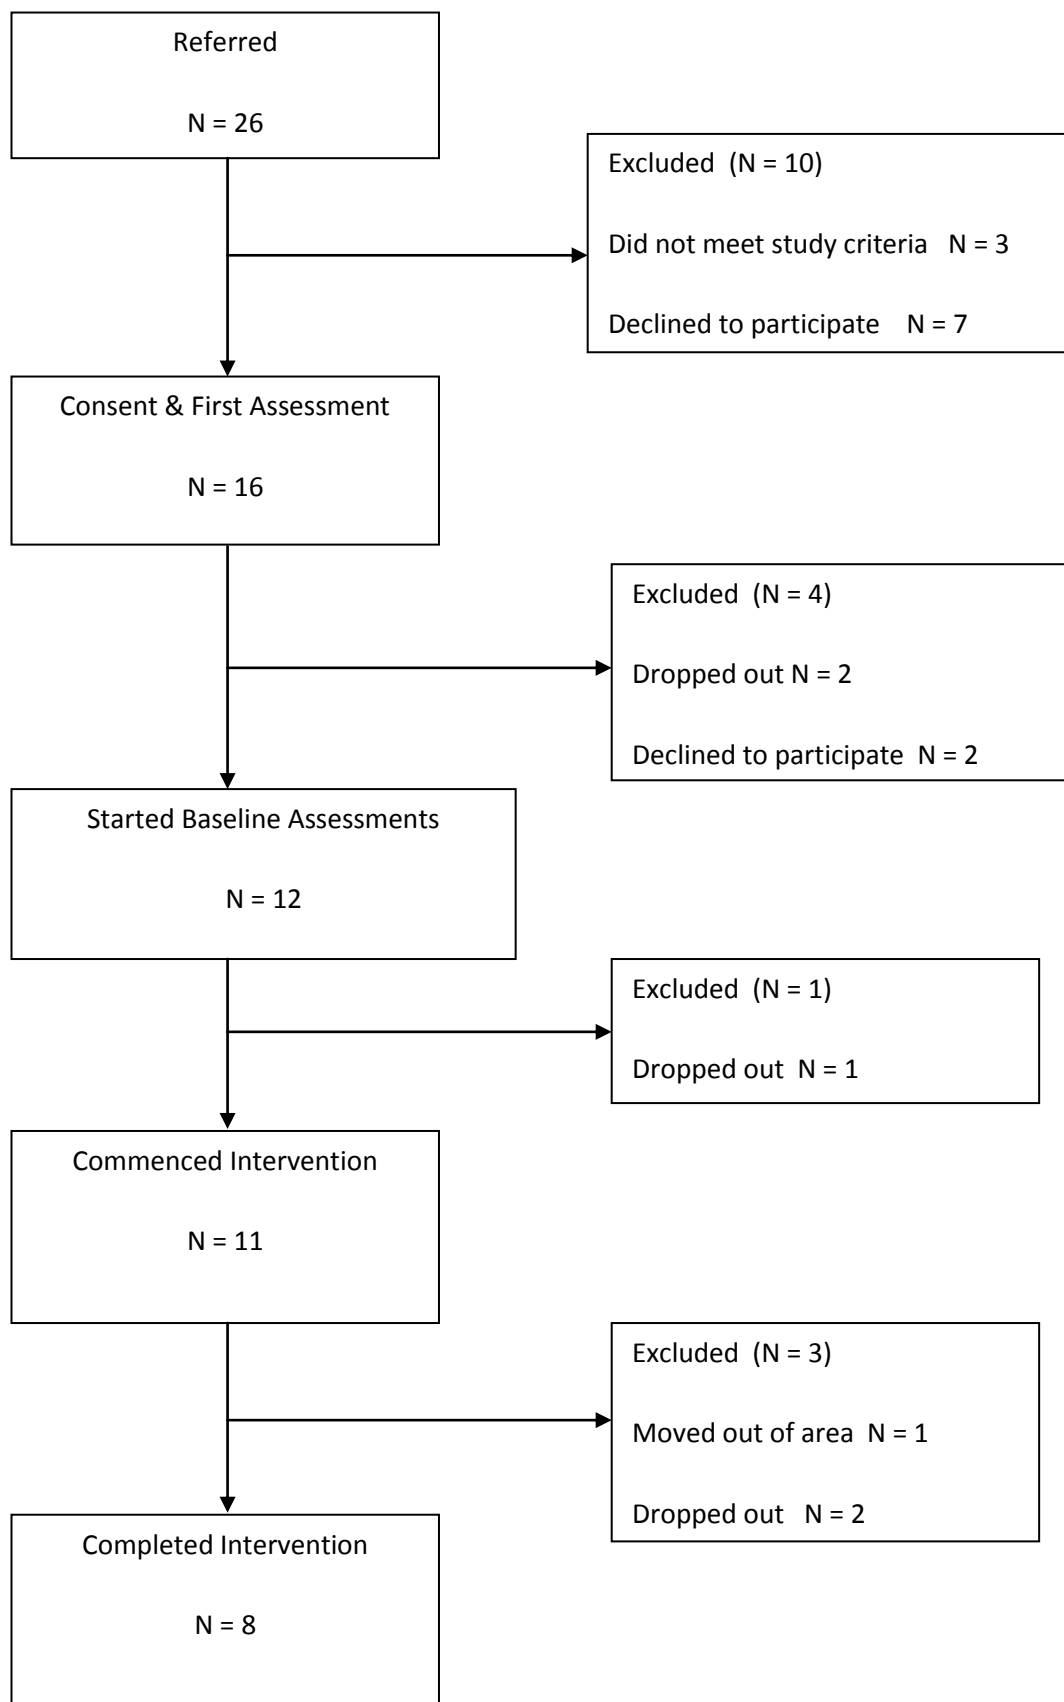 Referred
N = 26
Excluded  (N = 10)
Did not meet study criteria   N = 3
Declined to participate    N = 7
Consent & First Assessment
N = 16
Excluded  (N = 4)
Dropped out N = 2
Declined to participate  N = 2
Started Baseline Assessments
N = 12
Excluded  (N = 1)
Dropped out  N = 1
Commenced Intervention
N = 11
Excluded  (N = 3)
Moved out of area  N = 1
Dropped out   N = 2
Completed Intervention
N = 8